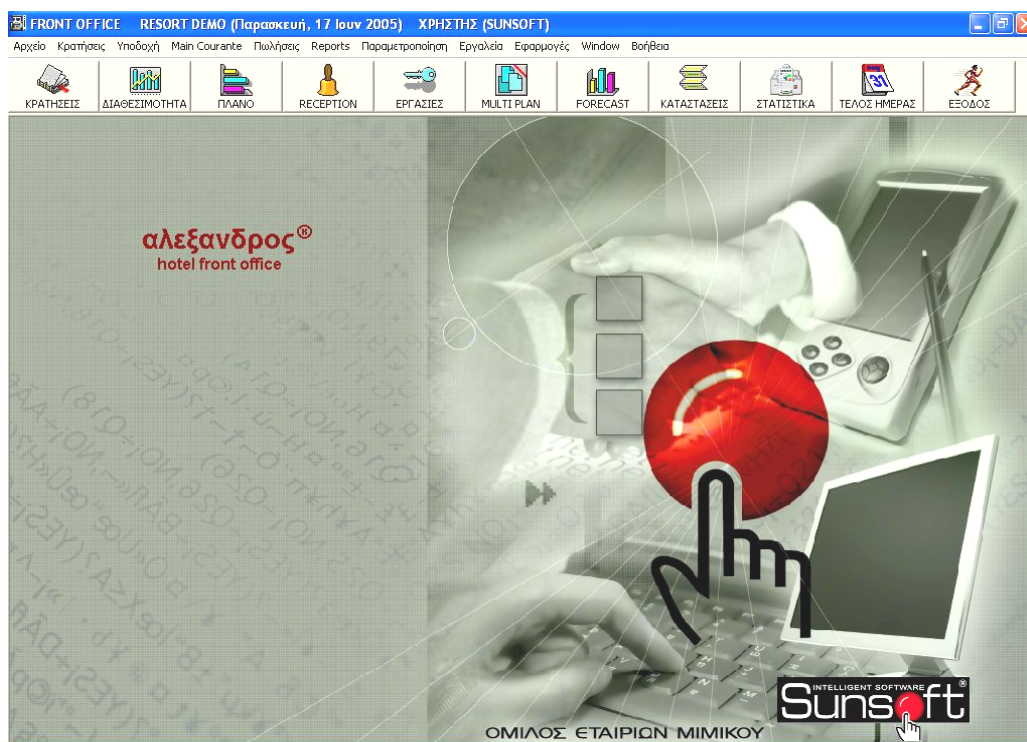 FRONT OFFICE RESORT DEMO (Παρασκευή, 17 Ιουν 2005) ΧΡΗΣΤΗΣ (SUNSOFT)
Αρχείο Κρατήσεις Υποδοχή Main Courante Πωλήσεις Reports Παραμετροποίηση Εργαλεία Εφαρμογές Window Βοήθεια
ΚΡΑΤΗΣΕΙΣ ΔΙΑΘΕΣΙΜΟΤΗΤΑ ΠΛΑΝΟ RECEPTION ΕΡΓΑΣΙΕΣ MULTI PLAN FORECAST ΚΑΤΑΣΤΑΣΕΙΣ ΣΤΑΤΙΣΤΙΚΑ ΤΕΛΟΣ ΗΜΕΡΑΣ ΕΞΟΔΟΣ
αλεξανδρος®
hotel front office
INTELLIGENT SOFTWARE
Sunsoft®
ΟΜΙΛΟΣ ΕΤΑΙΡΙΩΝ ΜΙΜΙΚΟΥ